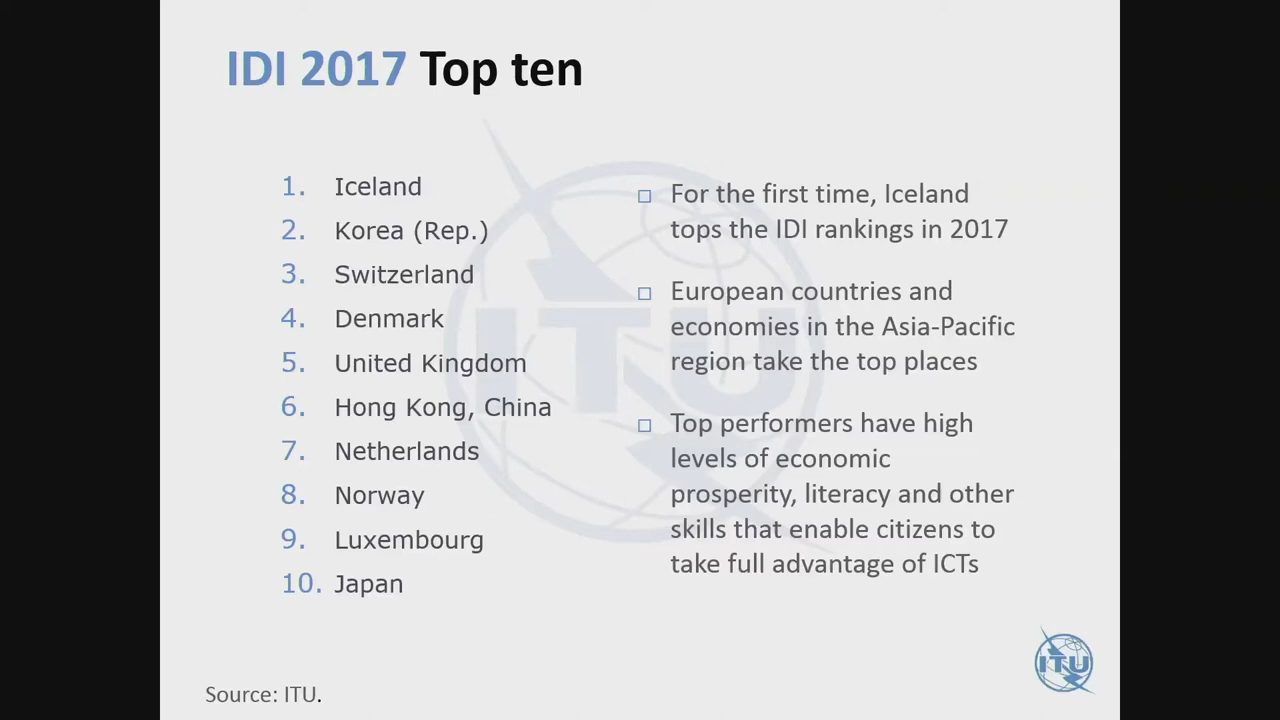 IDI 2017 Top ten
1. Iceland
2. Korea (Rep.)
3. Switzerland
4. Denmark
5. United Kingdom
6. Hong Kong, China
7. Netherlands
8. Norway
9. Luxembourg
10. Japan
For the first time, Iceland
tops the IDI rankings in 2017
European countries and
economies in the Asia-Pacific
region take the top places
Top performers have high
levels of economic
prosperity, literacy and other
skills that enable citizens to
take full advantage of ICTs
ITU
ITU
Source: ITU.